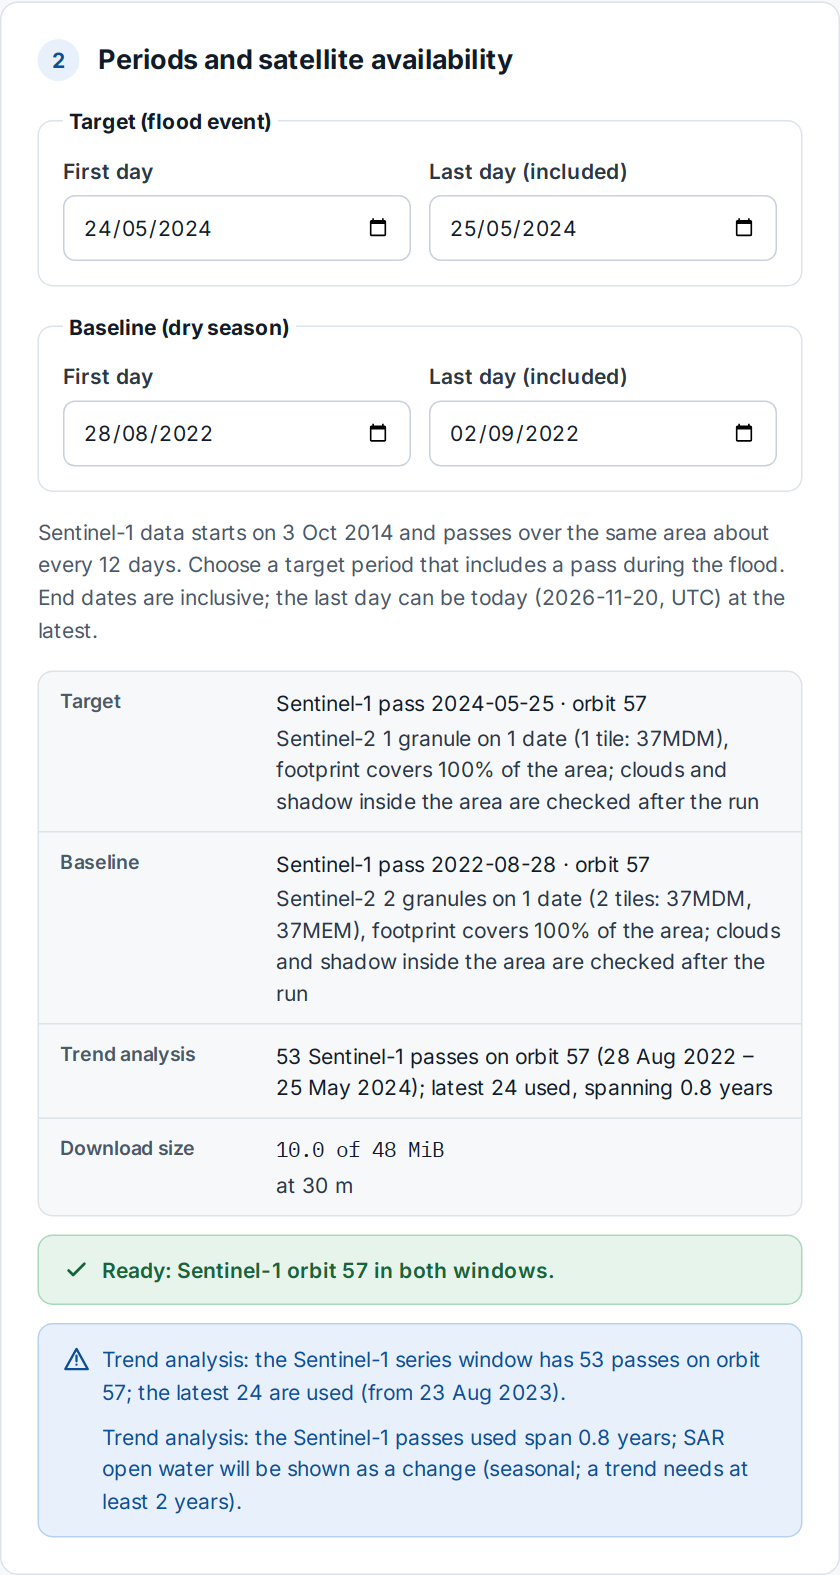 2 Periods and satellite availability
Target (flood event)
First day
Last day (included)
24/05/2024
25/05/2024
Baseline (dry season)
First day
Last day (included)
28/08/2022
02/09/2022
Sentinel-1 data starts on 3 Oct 2014 and passes over the same area about
every 12 days. Choose a target period that includes a pass during the flood.
End dates are inclusive; the last day can be today (2026-11-20, UTC) at the
latest.
Target
Sentinel-1 pass 2024-05-25 · orbit 57
Sentinel-2 1 granule on 1 date (1 tile: 37MDM),
footprint covers 100% of the area; clouds and
shadow inside the area are checked after the run
Baseline
Sentinel-1 pass 2022-08-28 · orbit 57
Sentinel-2 2 granules on 1 date (2 tiles: 37MDM,
37MEM), footprint covers 100% of the area; clouds
and shadow inside the area are checked after the
run
Trend analysis
53 Sentinel-1 passes on orbit 57 (28 Aug 2022 –
25 May 2024); latest 24 used, spanning 0.8 years
Download size
10.0 of 48 MiB
at 30 m
Ready: Sentinel-1 orbit 57 in both windows.
Trend analysis: the Sentinel-1 series window has 53 passes on orbit
57; the latest 24 are used (from 23 Aug 2023).
Trend analysis: the Sentinel-1 passes used span 0.8 years; SAR
open water will be shown as a change (seasonal; a trend needs at
least 2 years).